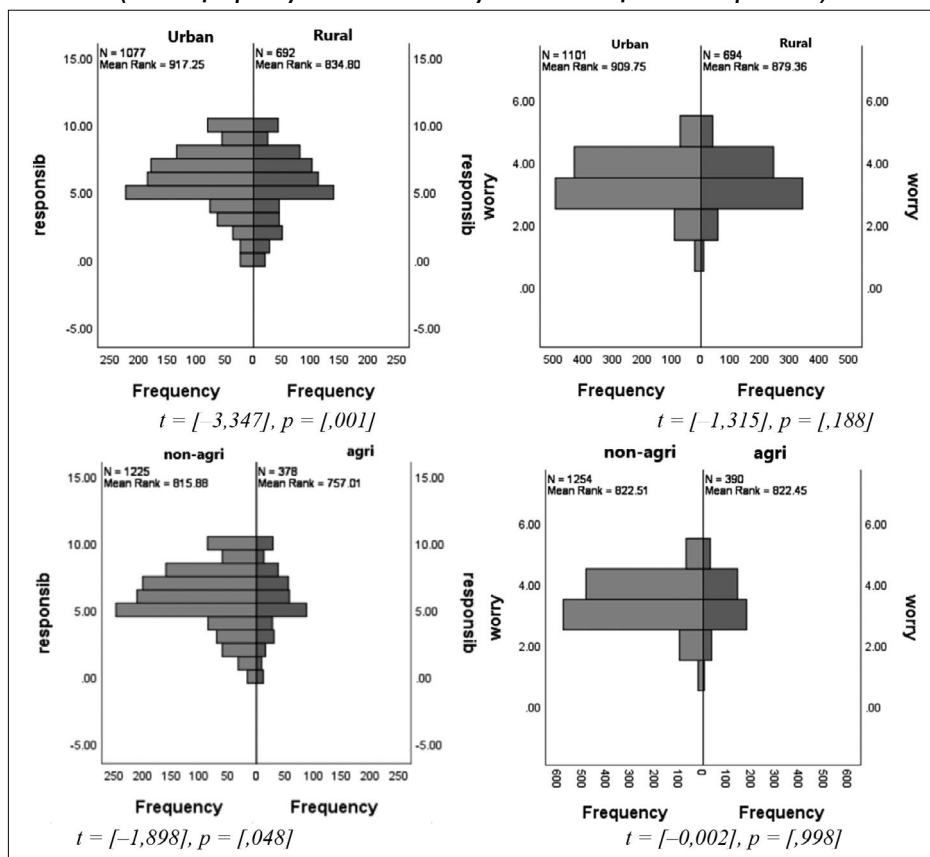 Urban Rural
N = 1077 N = 692
Mean Rank = 917.25 Mean Rank = 834.80
15.00 15.00
10.00 10.00
5.00 5.00
.00 .00
-5.00 -5.00
responsib responsib
250 200 150 100 50 0 50 100 150 200 250
Frequency Frequency
t = [–3,347], p = [,001]
Urban Rural
N = 1101 N = 694
Mean Rank = 909.75 Mean Rank = 879.36
6.00 6.00
4.00 4.00
2.00 2.00
.00 .00
worry worry
500 400 300 200 100 0 100 200 300 400 500
Frequency Frequency
t = [–1,315], p = [,188]
non-agri agri
N = 1225 N = 378
Mean Rank = 815.88 Mean Rank = 757.01
15.00 15.00
10.00 10.00
5.00 5.00
.00 .00
-5.00 -5.00
responsib responsib
250 200 150 100 50 0 50 100 150 200 250
Frequency Frequency
t = [–1,898], p = [,048]
non-agri agri
N = 1254 N = 390
Mean Rank = 822.51 Mean Rank = 822.45
6.00 6.00
4.00 4.00
2.00 2.00
.00 .00
worry worry
600 500 400 300 200 100 0 100 200 300 400 500 600
Frequency Frequency
t = [–0,002], p = [,998]